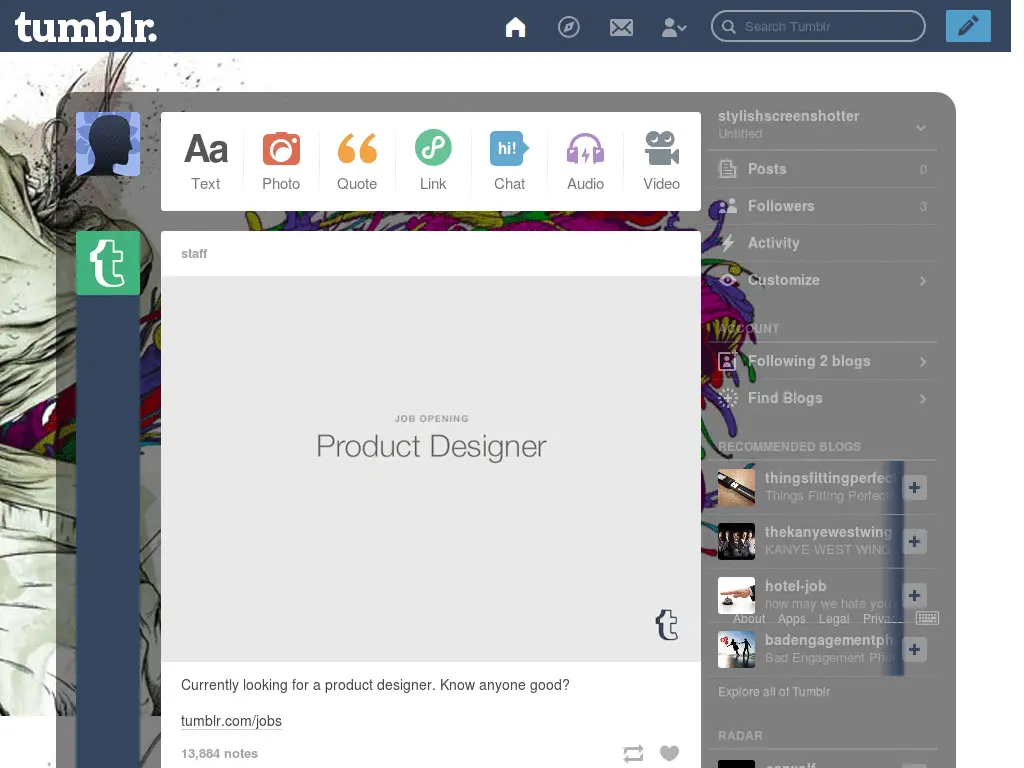 tumblr.
Search Tumblr
Aa
Text
Photo
Quote
Link
hi!
Chat
Audio
Video
stylishscreenshotter
Untitled
Posts 0
Followers 3
Activity
Customize
ACCOUNT
Following 2 blogs
Find Blogs
RECOMMENDED BLOGS
thingsfittingperfec
Things Fitting Perfec
thekanyewestwing
KANYE WEST WING
hotel-job
how may we hate you
About Apps Legal Privac
badengagementph
Bad Engagement Pho
Explore all of Tumblr
RADAR
staff
JOB OPENING
Product Designer
t
Currently looking for a product designer. Know anyone good?
tumblr.com/jobs
13,884 notes